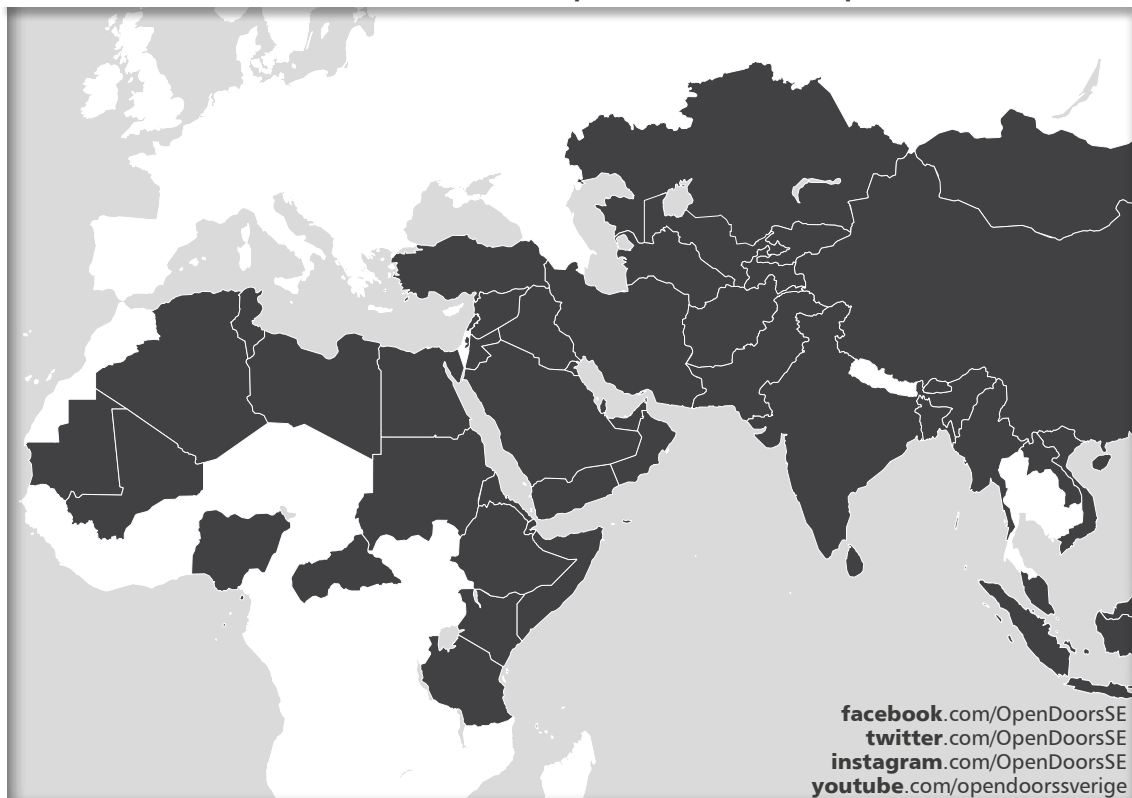 facebook.com/OpenDoorsSE
twitter.com/OpenDoorsSE
instagram.com/OpenDoorsSE
youtube.com/opendoorssverige